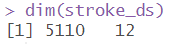 > dim(stroke_ds)
[1] 5110   12